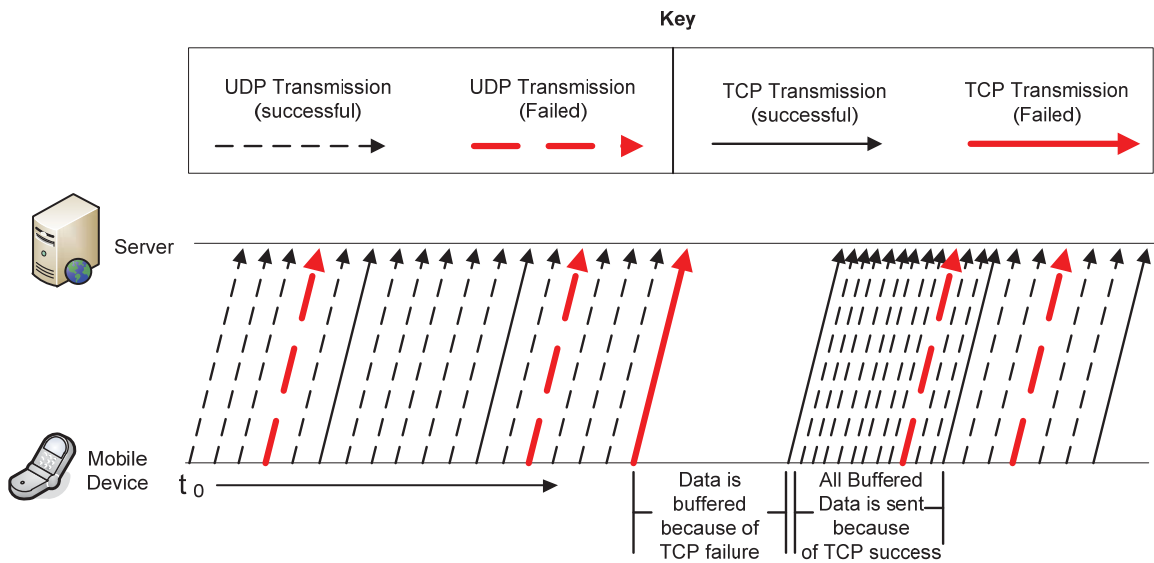 Key
UDP Transmission
(successful)
UDP Transmission
(Failed)
TCP Transmission
(successful)
TCP Transmission
(Failed)
Server
Mobile
Device
t0
Data is
buffered
because of
TCP failure
All Buffered
Data is sent
because
of TCP success